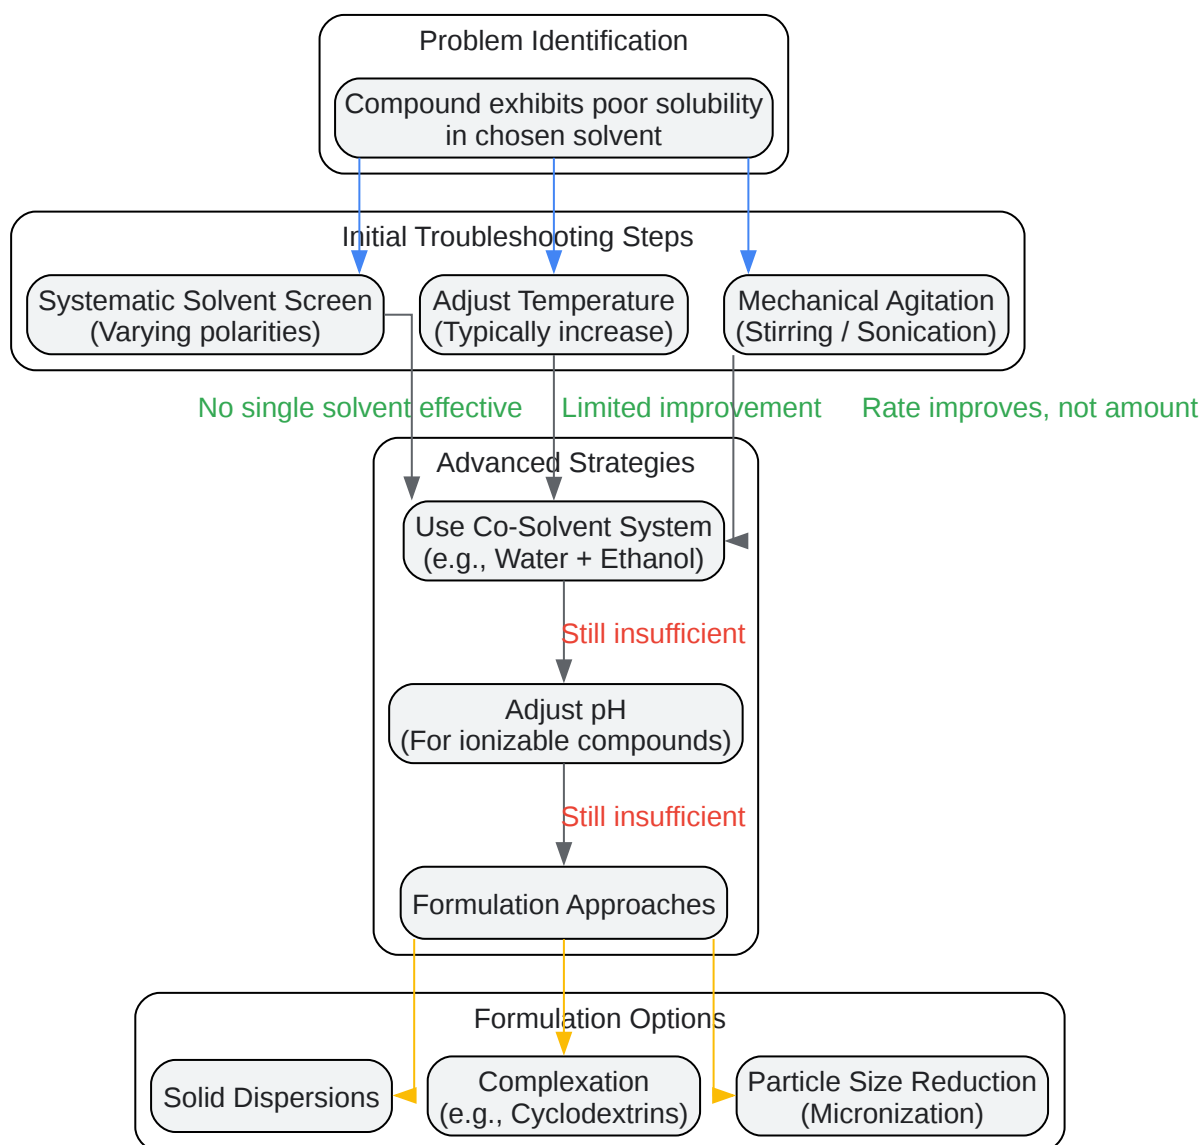 Problem Identification
Compound exhibits poor solubility
in chosen solvent
Initial Troubleshooting Steps
Systematic Solvent Screen
(Varying polarities)
Adjust Temperature
(Typically increase)
Mechanical Agitation
(Stirring / Sonication)
No single solvent effective
Limited improvement
Rate improves, not amount
Advanced Strategies
Use Co-Solvent System
(e.g., Water + Ethanol)
Still insufficient
Adjust pH
(For ionizable compounds)
Still insufficient
Formulation Approaches
Formulation Options
Solid Dispersions
Complexation
(e.g., Cyclodextrins)
Particle Size Reduction
(Micronization)